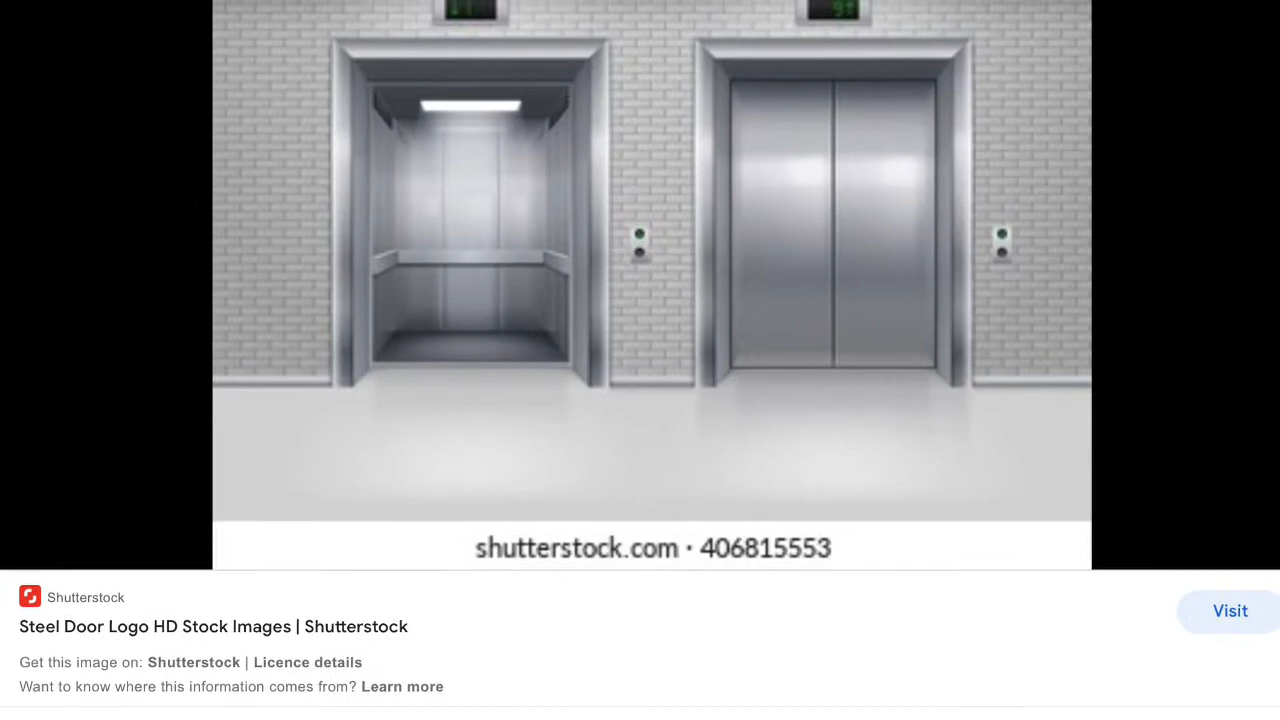 shutterstock.com · 406815553
Shutterstock
Visit
Steel Door Logo HD Stock Images | Shutterstock
Get this image on: Shutterstock | Licence details
Want to know where this information comes from? Learn more